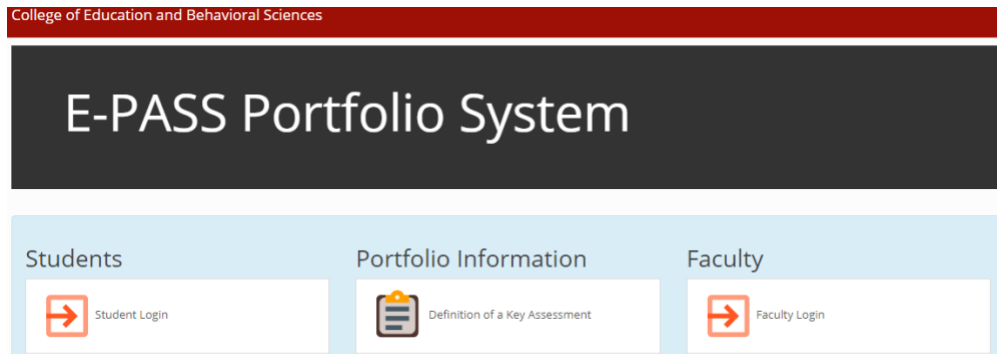 College of Education and Behavioral Sciences
E-PASS Portfolio System
Students
Portfolio Information
Faculty
Student Login
Definition of a Key Assessment
Faculty Login